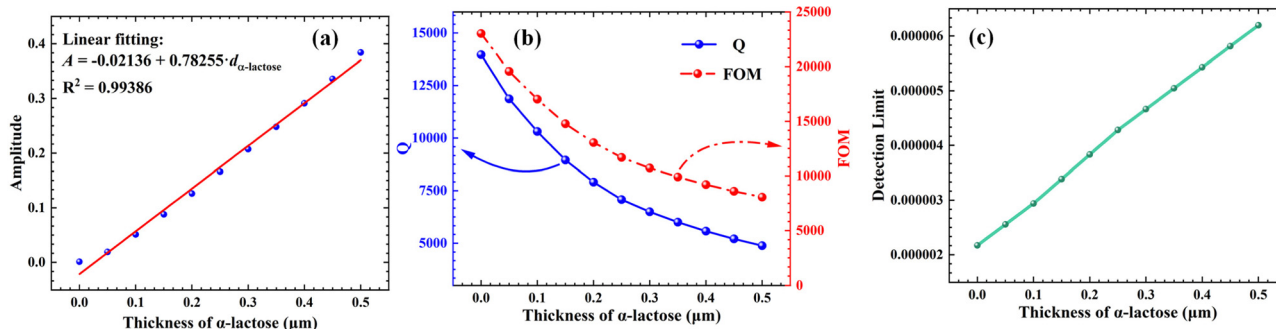 (a)
Linear fitting:
A = -0.02136 + 0.78255·dα-lactose
R² = 0.99386
Amplitude
0.4
0.3
0.2
0.1
0.0
0.0 0.1 0.2 0.3 0.4 0.5
Thickness of α-lactose (μm)
(b)
Q
FOM
Q
15000
12500
10000
7500
5000
FOM
25000
20000
15000
10000
5000
0
0.0 0.1 0.2 0.3 0.4 0.5
Thickness of α-lactose (μm)
(c)
Detection Limit
0.000006
0.000005
0.000004
0.000003
0.000002
0.0 0.1 0.2 0.3 0.4 0.5
Thickness of α-lactose (μm)